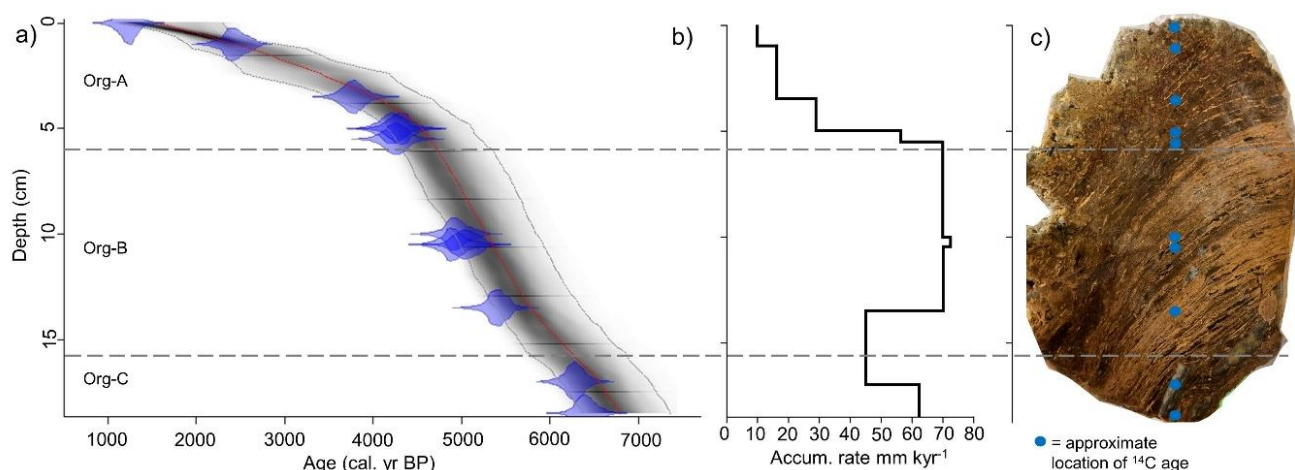 a)
b)
c)
0
5
10
15
Depth (cm)
Org-A
Org-B
Org-C
1000 2000 3000 4000 5000 6000 7000
Age (cal. yr BP)
0 10 20 30 40 50 60 70 80
Accum. rate mm kyr⁻¹
= approximate
location of ¹⁴C age